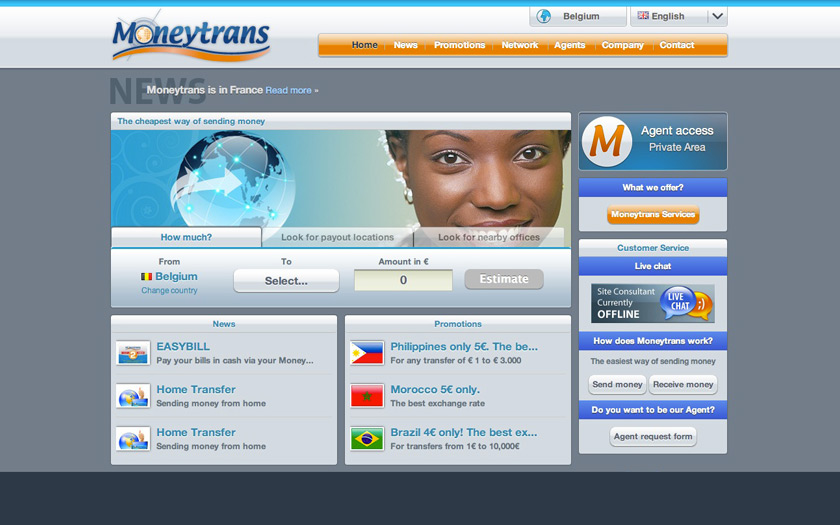 Moneytrans
Belgium
English
Home
News
Promotions
Network
Agents
Company
Contact
NEWS
Moneytrans is in France Read more »
The cheapest way of sending money
How much?
Look for payout locations
Look for nearby offices
From
To
Amount in €
Belgium
Select...
0
Estimate
Change country
News
EASYBILL
Pay your bills in cash via your Money...
Home Transfer
Sending money from home
Home Transfer
Sending money from home
Promotions
Philippines only 5€. The be...
For any transfer of € 1 to € 3.000
Morocco 5€ only.
The best exchange rate
Brazil 4€ only! The best ex...
For transfers from 1€ to 10,000€
M
Agent access
Private Area
What we offer?
Moneytrans Services
Customer Service
Live chat
Site Consultant
Currently
OFFLINE
LIVE
CHAT
:)
How does Moneytrans work?
The easiest way of sending money
Send money
Receive money
Do you want to be our Agent?
Agent request form